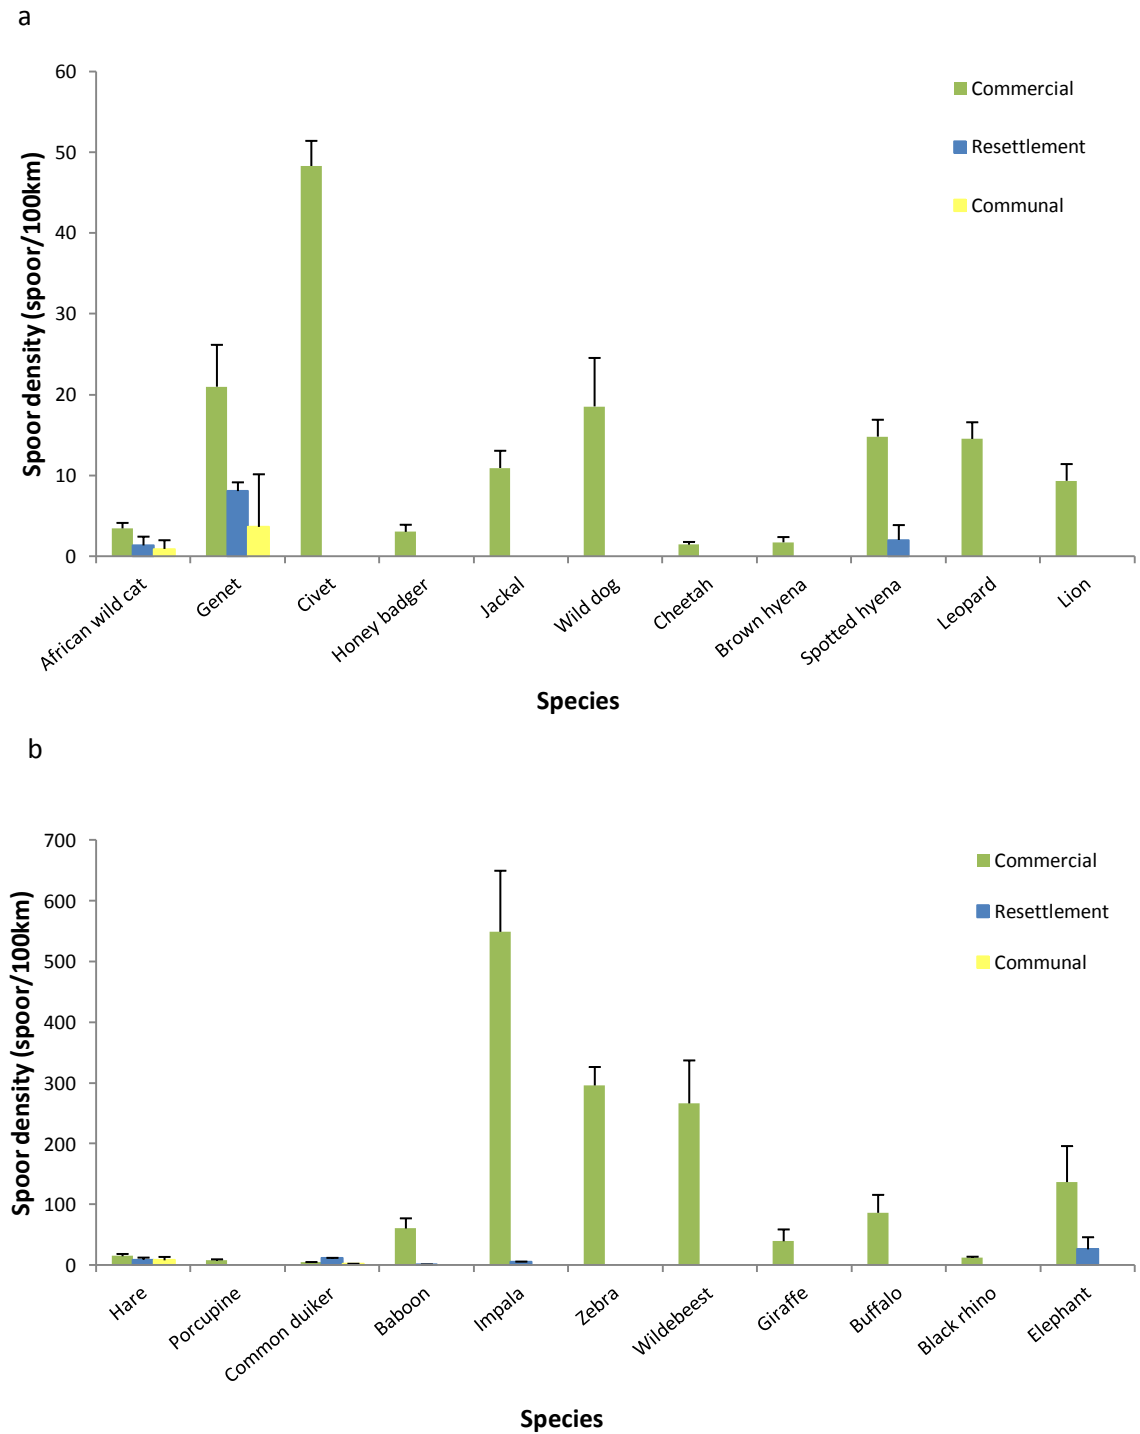 a
60
50
40
30
20
10
0
Spoor density (spoor/100km)
Commercial
Resettlement
Communal
African wild cat
Genet
Civet
Honey badger
Jackal
Wild dog
Cheetah
Brown hyena
Spotted hyena
Leopard
Lion
Species
b
700
600
500
400
300
200
100
0
Spoor density (spoor/100km)
Commercial
Resettlement
Communal
Hare
Porcupine
Common duiker
Baboon
Impala
Zebra
Wildebeest
Giraffe
Buffalo
Black rhino
Elephant
Species